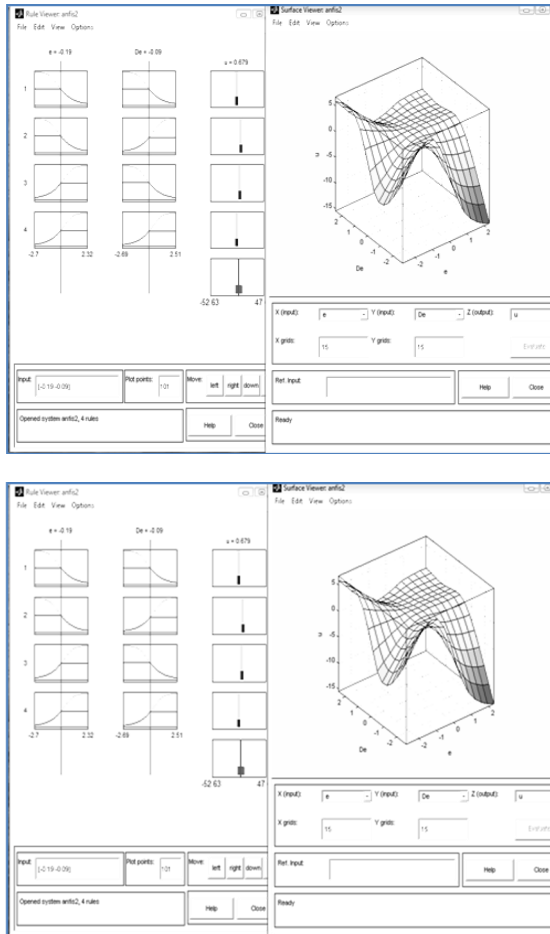 Rule Viewer: anfis2
File Edit View Options
e = -0.19 De = -0.09 u = 0.679
1
2
3
4
-2.7 2.32 -2.69 2.51
-52 63 47
Input: [-0.19 -0.09] Plot points: 101 Move: left right down
Opened system anfis2, 4 rules Help Close
Surface Viewer: anfis2
File Edit View Options
5
0
-5
-10
-15
u
2 1 0 -1 -2
De
-2 -1 0 1 2
e
X (input): e Y (input): De Z (output): u
X grids: 15 Y grids: 15 Evaluate
Ref. Input: Help Close
Ready
Rule Viewer: anfis2
File Edit View Options
e = -0.19 De = -0.09 u = 0.679
1
2
3
4
-2.7 2.32 -2.69 2.51
-52 63 47
Input: [-0.19 -0.09] Plot points: 101 Move: left right down
Opened system anfis2, 4 rules Help Close
Surface Viewer: anfis2
File Edit View Options
5
0
-5
-10
-15
u
2 1 0 -1 -2
De
-2 -1 0 1 2
e
X (input): e Y (input): De Z (output): u
X grids: 15 Y grids: 15 Evaluate
Ref. Input: Help Close
Ready